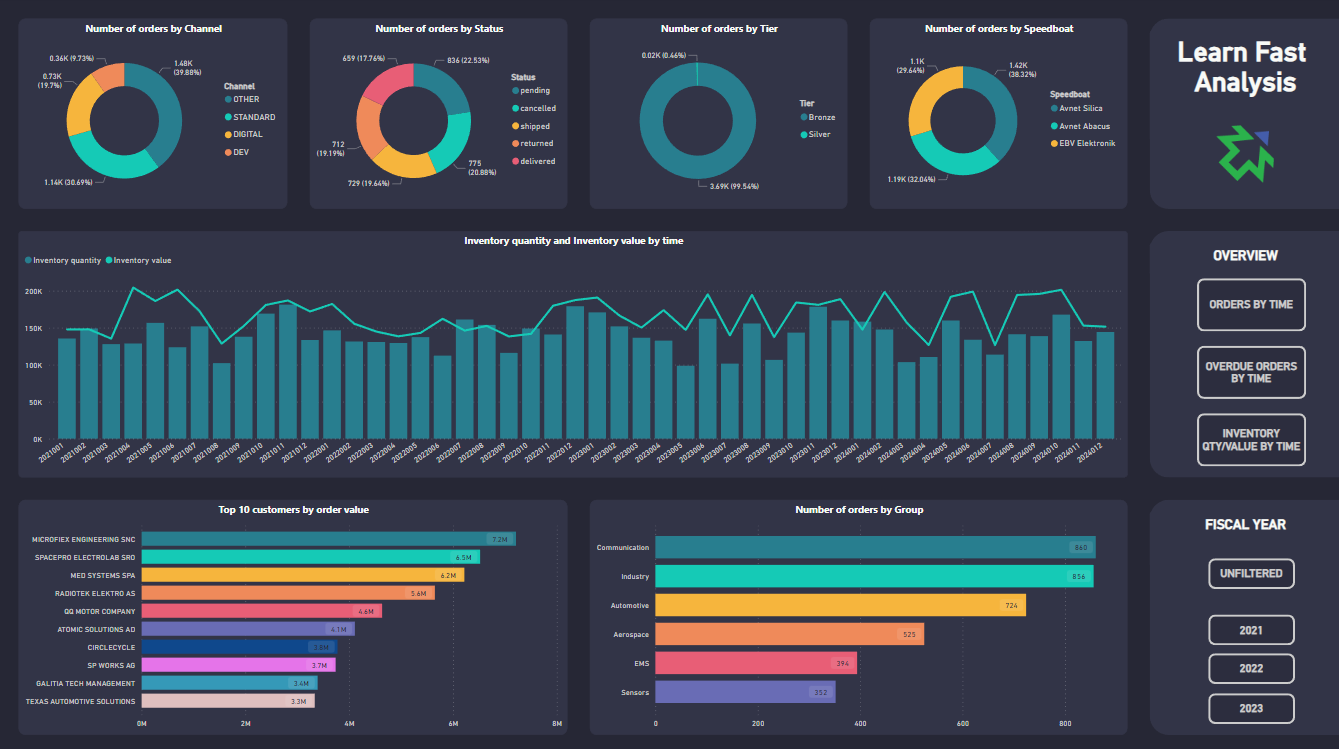 Number of orders by Channel
0.36K (9.73%)
1.48K
(39.88%)
0.73K
(19.7%)
1.14K (30.69%)
Channel
OTHER
STANDARD
DIGITAL
DEV
Number of orders by Status
659 (17.76%)
836 (22.53%)
712
(19.19%)
775
(20.88%)
729 (19.64%)
Status
pending
cancelled
shipped
returned
delivered
Number of orders by Tier
0.02K (0.46%)
3.69K (99.54%)
Tier
Bronze
Silver
Number of orders by Speedboat
1.1K
(29.64%)
1.42K
(38.32%)
1.19K (32.04%)
Speedboat
Avnet Silica
Avnet Abacus
EBV Elektronik
Learn Fast
Analysis
Inventory quantity and Inventory value by time
Inventory quantity
Inventory value
200K
150K
100K
50K
0K
2021001
2021002
2021003
2021004
2021005
2021006
2021007
2021008
2021009
2021010
2021011
2021012
2022001
2022002
2022003
2022004
2022005
2022006
2022007
2022008
2022009
2022010
2022011
2022012
2023001
2023002
2023003
2023004
2023005
2023006
2023007
2023008
2023009
2023010
2023011
2023012
2024001
2024002
2024003
2024004
2024005
2024006
2024007
2024008
2024009
2024010
2024011
2024012
OVERVIEW
ORDERS BY TIME
OVERDUE ORDERS
BY TIME
INVENTORY
QTY/VALUE BY TIME
Top 10 customers by order value
MICROFIEX ENGINEERING SNC
7.2M
SPACEPRO ELECTROLAB SRO
6.5M
MED SYSTEMS SPA
6.2M
RADIOTEK ELEKTRO AS
5.6M
QQ MOTOR COMPANY
4.6M
ATOMIC SOLUTIONS AD
4.1M
CIRCLECYCLE
SP WORKS AG
3.7M
GALITIA TECH MANAGEMENT
3.4M
TEXAS AUTOMOTIVE SOLUTIONS
3.3M
0M
2M
4M
6M
8M
Number of orders by Group
Communication
860
Industry
856
Automotive
724
Aerospace
525
EMS
394
Sensors
352
0
200
400
600
800
FISCAL YEAR
UNFILTERED
2021
2022
2023